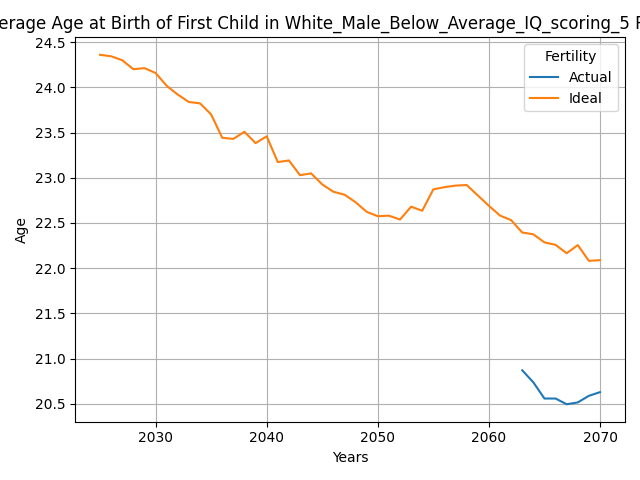 Age at Birth of First Child in White_Male_Below_Average_IQ_scoring_5
24.5
24.0
23.5
23.0
22.5
22.0
21.5
21.0
20.5
Age
Fertility
Actual
Ideal
2030 2040 2050 2060 2070
Years